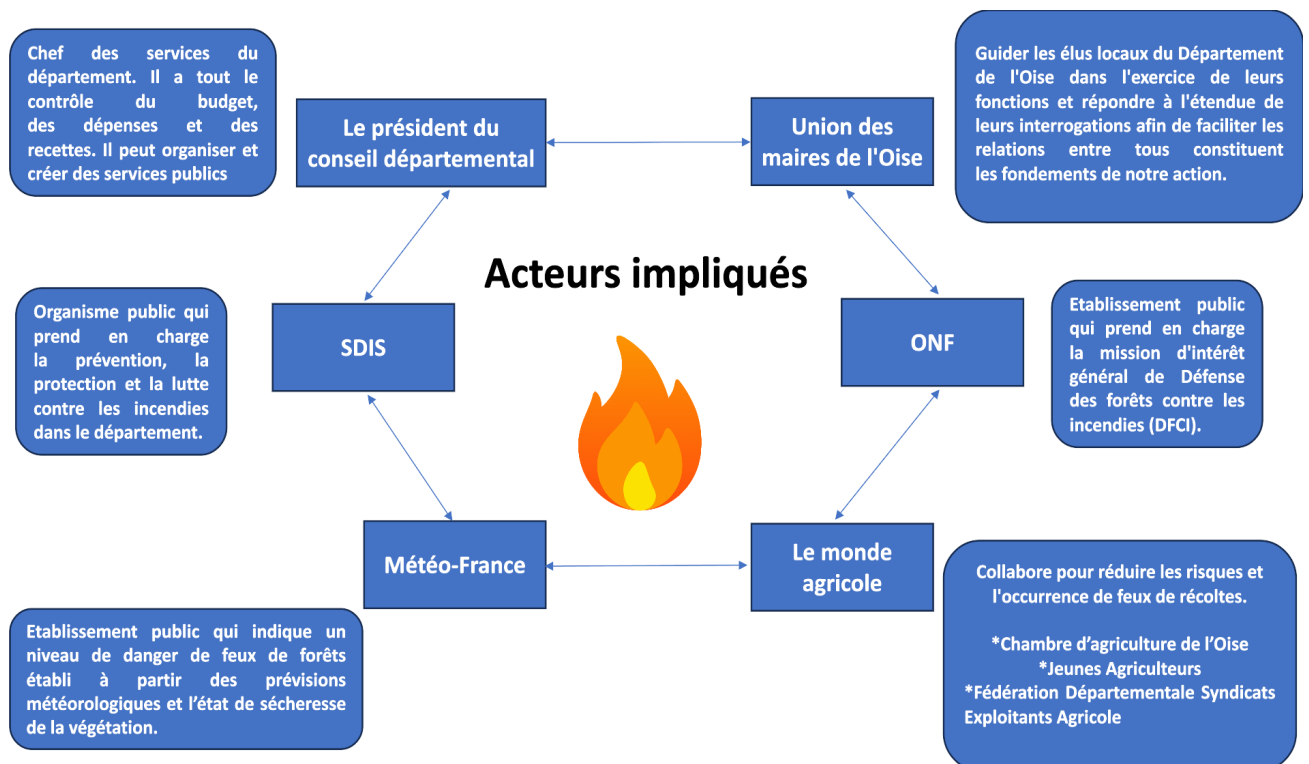 Chef des services du
département. Il a tout le
contrôle du budget,
des dépenses et des
recettes. Il peut organiser et
créer des services publics
Le président du
conseil départemental
Union des
maires de l'Oise
Guider les élus locaux du Département
de l'Oise dans l'exercice de leurs
fonctions et répondre à l'étendue de
leurs interrogations afin de faciliter les
relations entre tous constituent
les fondements de notre action.
Acteurs impliqués
Organisme public qui
prend en charge
la prévention, la
protection et la lutte
contre les incendies
dans le département.
SDIS
ONF
Etablissement public
qui prend en charge
la mission d'intérêt
général de Défense
des forêts contre les
incendies (DFCI).
Météo-France
Le monde
agricole
Etablissement public qui indique un
niveau de danger de feux de forêts
établi à partir des prévisions
météorologiques et l’état de sécheresse
de la végétation.
Collabore pour réduire les risques et
l'occurrence de feux de récoltes.
*Chambre d’agriculture de l’Oise
*Jeunes Agriculteurs
*Fédération Départementale Syndicats
Exploitants Agricole